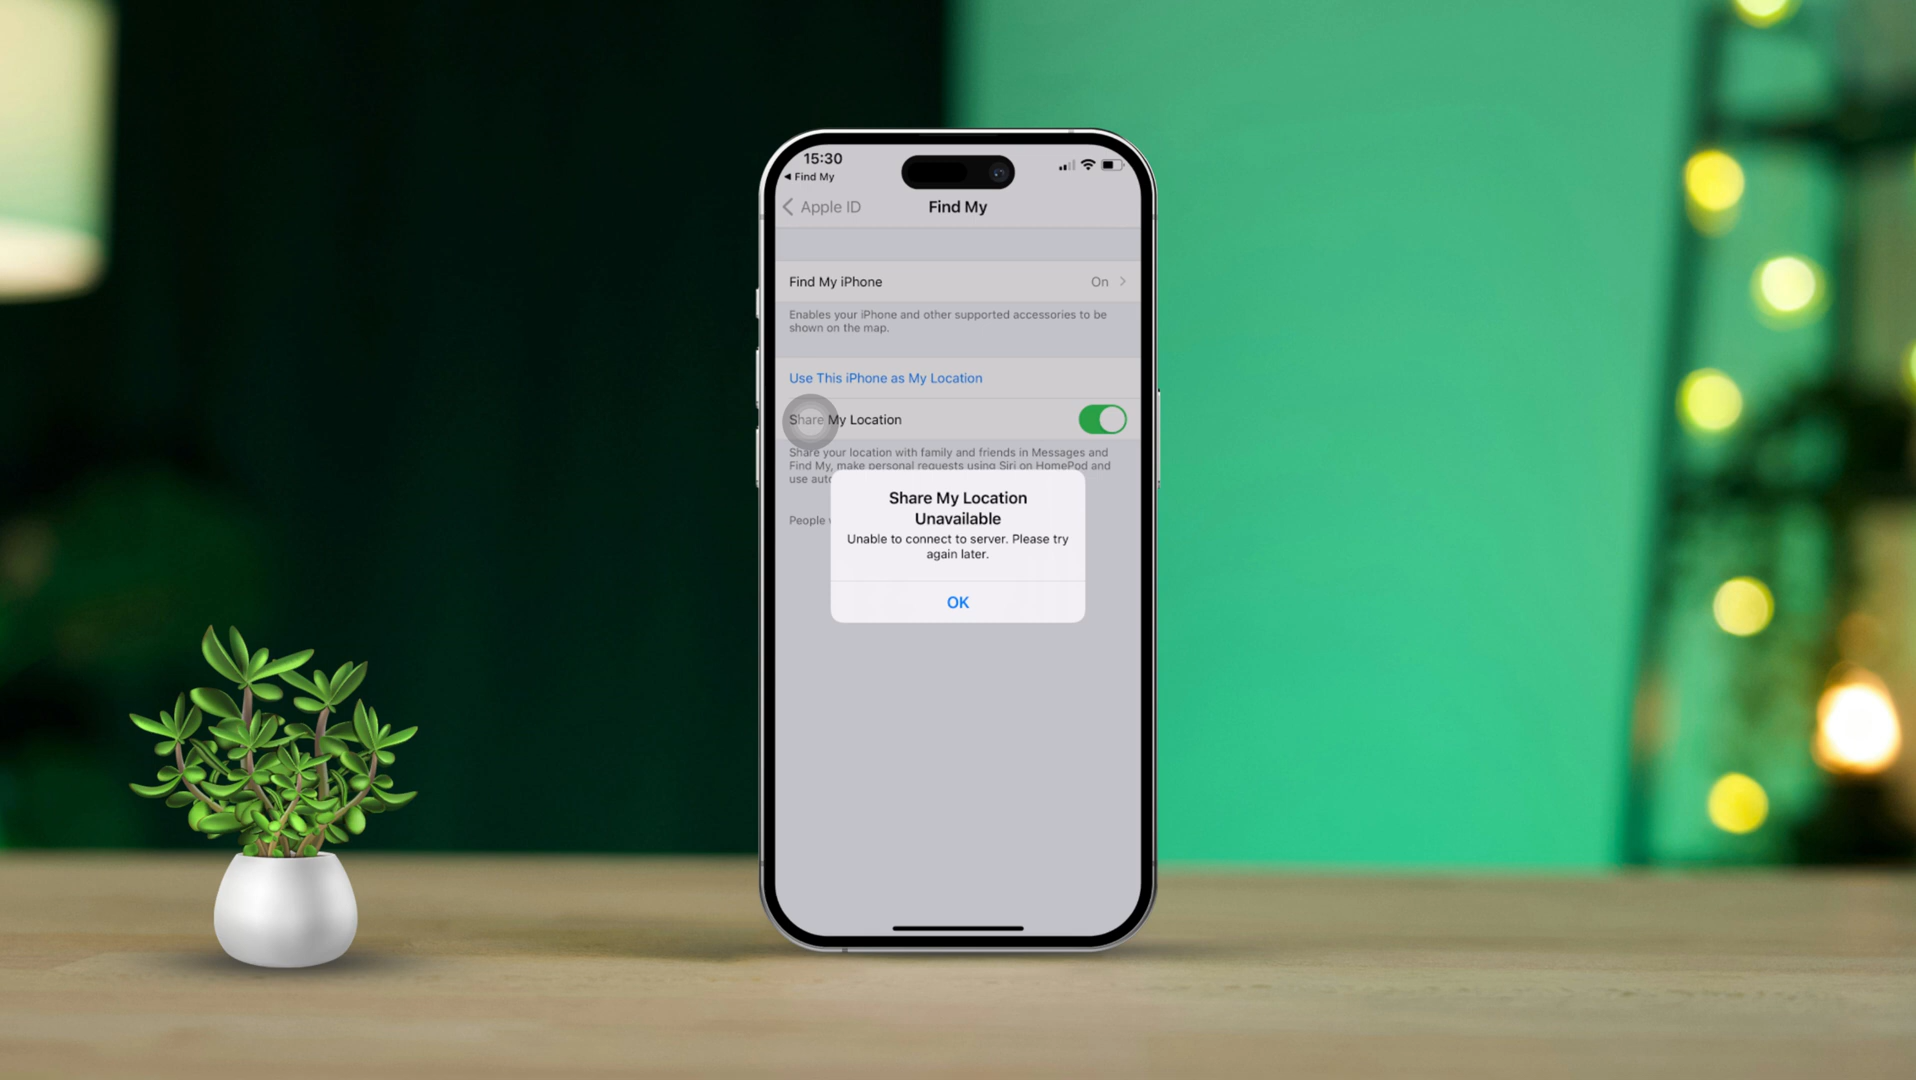 15:30
◀ Find My
Apple ID
Find My
Find My iPhone
On
Enables your iPhone and other supported accessories to be
shown on the map.
Use This iPhone as My Location
Share My Location
Share your location with family and friends in Messages and
Find My, make personal requests using Siri on HomePod and
use
People
Share My Location
Unavailable
Unable to connect to server. Please try
again later.
OK